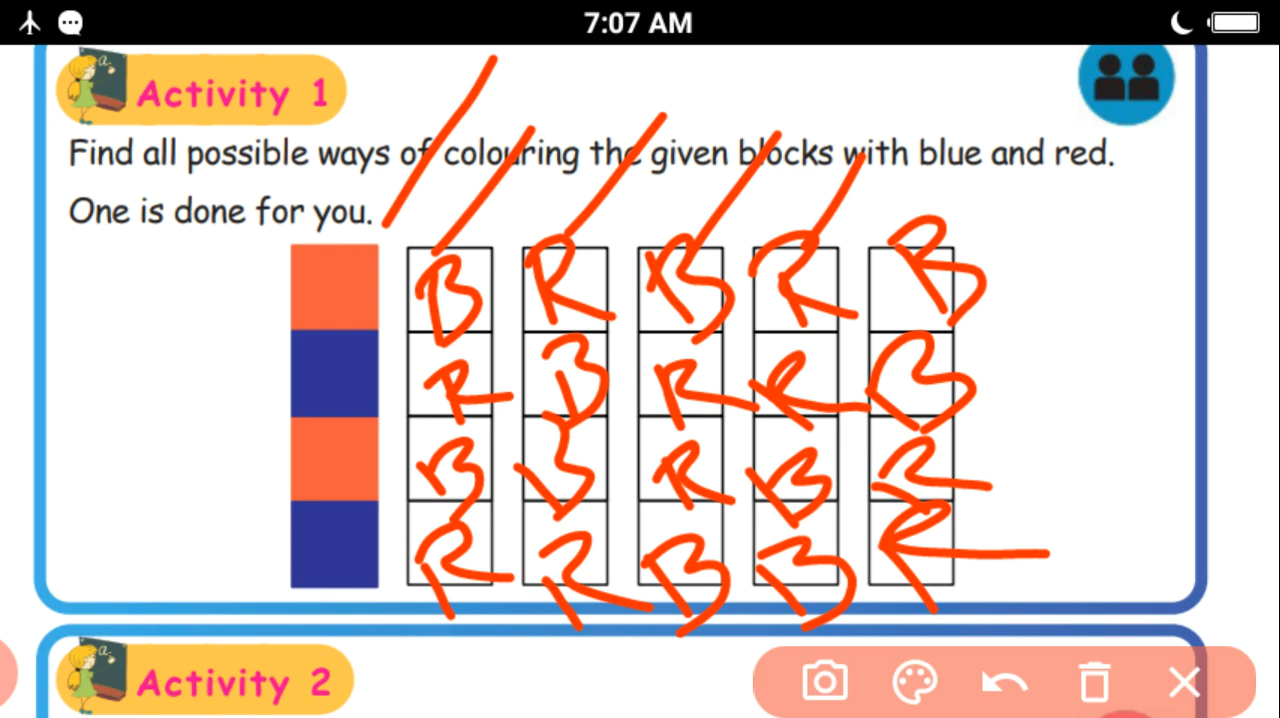 7:07 AM
a.
Activity 1
Find all possible ways of colouring the given blocks with blue and red.
One is done for you.
B R B R B
R B R R B
B B R B R
R R B B R
a.
Activity 2